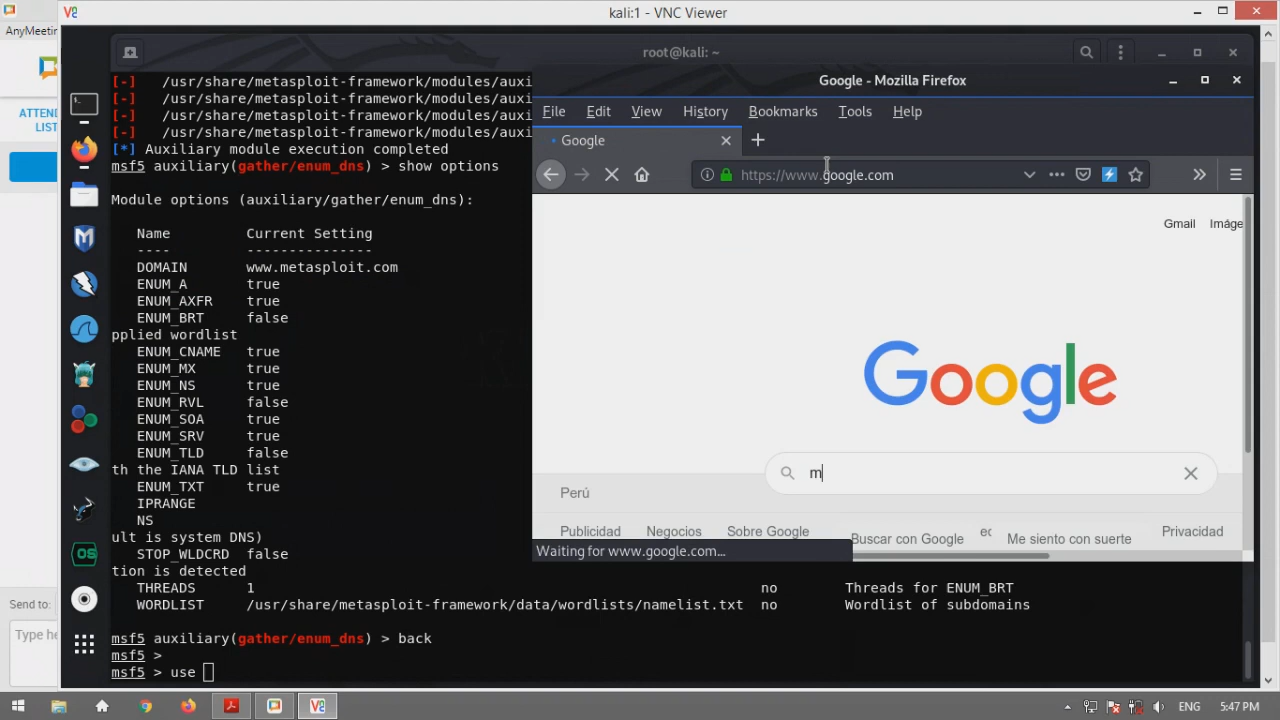 kali:1 - VNC Viewer
AnyMeeti
ATTEND
LIST
Send to:
Type he
root@kali: ~
[-] /usr/share/metasploit-framework/modules/auxi
[-] /usr/share/metasploit-framework/modules/auxi
[-] /usr/share/metasploit-framework/modules/auxi
[-] /usr/share/metasploit-framework/modules/auxi
[*] Auxiliary module execution completed
msf5 auxiliary(gather/enum_dns) > show options
Module options (auxiliary/gather/enum_dns):
Name Current Setting
---- ---------------
DOMAIN www.metasploit.com
ENUM_A true
ENUM_AXFR true
ENUM_BRT false
pplied wordlist
ENUM_CNAME true
ENUM_MX true
ENUM_NS true
ENUM_RVL false
ENUM_SOA true
ENUM_SRV true
ENUM_TLD false
th the IANA TLD list
ENUM_TXT true
IPRANGE
NS
ult is system DNS)
STOP_WLDCRD false
tion is detected
THREADS 1 no Threads for ENUM_BRT
WORDLIST /usr/share/metasploit-framework/data/wordlists/namelist.txt no Wordlist of subdomains
msf5 auxiliary(gather/enum_dns) > back
msf5 >
msf5 > use
Google - Mozilla Firefox
File Edit View History Bookmarks Tools Help
Google
https://www.google.com
Gmail Imáge
Google
m
Perú
Publicidad Negocios Sobre Google Buscar con Google ec Me siento con suerte Privacidad
Waiting for www.google.com...
OS
ENG 5:47 PM